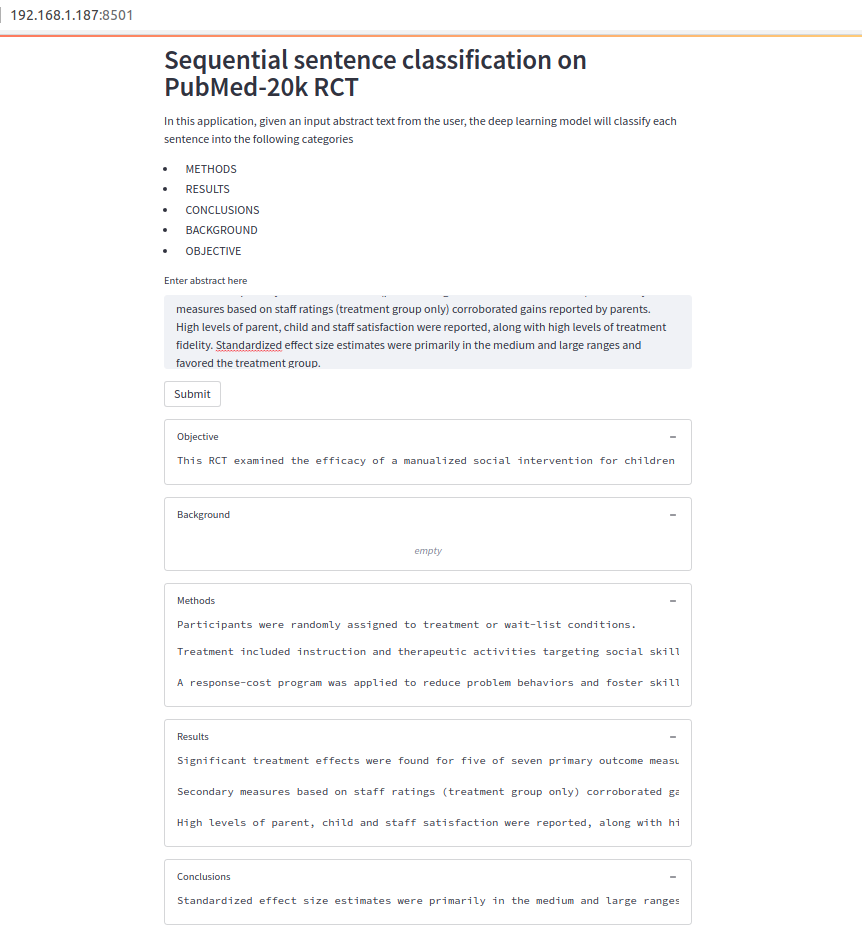 192.168.1.187:8501
Sequential sentence classification on
PubMed-20k RCT
In this application, given an input abstract text from the user, the deep learning model will classify each
sentence into the following categories
• METHODS
• RESULTS
• CONCLUSIONS
• BACKGROUND
• OBJECTIVE
Enter abstract here
measures based on staff ratings (treatment group only) corroborated gains reported by parents.
High levels of parent, child and staff satisfaction were reported, along with high levels of treatment
fidelity. Standardized effect size estimates were primarily in the medium and large ranges and
favored the treatment group.
Submit
Objective −
This RCT examined the efficacy of a manualized social intervention for children
Background −
empty
Methods −
Participants were randomly assigned to treatment or wait-list conditions.
Treatment included instruction and therapeutic activities targeting social skill
A response-cost program was applied to reduce problem behaviors and foster skill
Results −
Significant treatment effects were found for five of seven primary outcome measu
Secondary measures based on staff ratings (treatment group only) corroborated ga
High levels of parent, child and staff satisfaction were reported, along with hi
Conclusions −
Standardized effect size estimates were primarily in the medium and large ranges